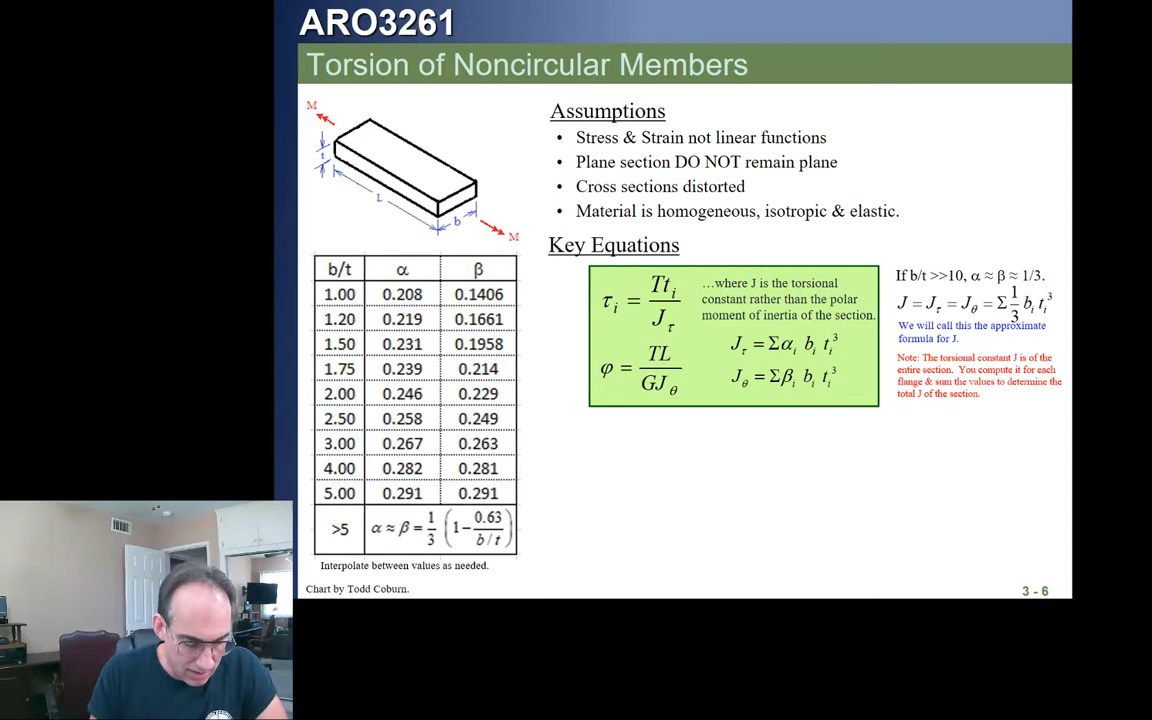 ARO3261
Torsion of Noncircular Members
M
t
L
b
M
b/t α β
1.00 0.208 0.1406
1.20 0.219 0.1661
1.50 0.231 0.1958
1.75 0.239 0.214
2.00 0.246 0.229
2.50 0.258 0.249
3.00 0.267 0.263
4.00 0.282 0.281
5.00 0.291 0.291
>5 α ≈ β = 1/3 (1 − 0.63/(b/t))
Interpolate between values as needed.
Chart by Todd Coburn.
Assumptions
• Stress & Strain not linear functions
• Plane section DO NOT remain plane
• Cross sections distorted
• Material is homogeneous, isotropic & elastic.
Key Equations
τᵢ = Ttᵢ / J_τ
φ = TL / GJ_θ
…where J is the torsional
constant rather than the polar
moment of inertia of the section.
J_τ = Σαᵢ bᵢ tᵢ³
J_θ = Σβᵢ bᵢ tᵢ³
If b/t >>10, α ≈ β ≈ 1/3.
J = J_τ = J_θ = Σ 1/3 bᵢ tᵢ³
We will call this the approximate
formula for J.
Note: The torsional constant J is of the
entire section. You compute it for each
flange & sum the values to determine the
total J of the section.
3 - 6